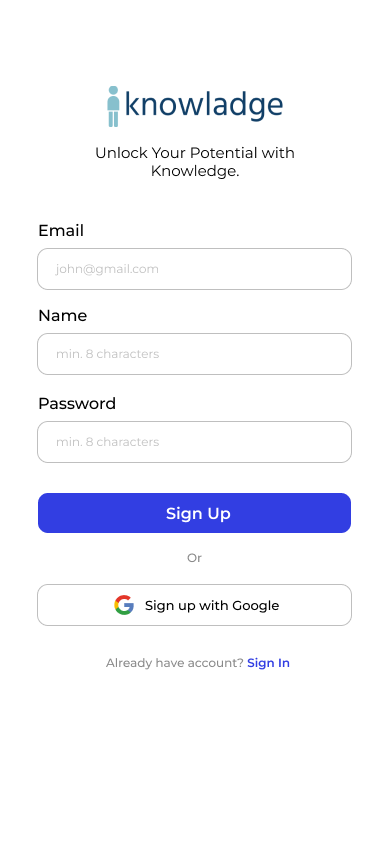 knowladge
Unlock Your Potential with
Knowledge.
Email
john@gmail.com
Name
min. 8 characters
Password
min. 8 characters
Sign Up
Or
Sign up with Google
Already have account? Sign In